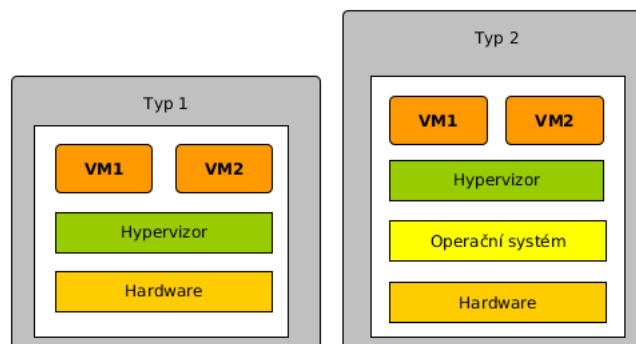 Typ 1
VM1 VM2
Hypervizor
Hardware
Typ 2
VM1 VM2
Hypervizor
Operační systém
Hardware